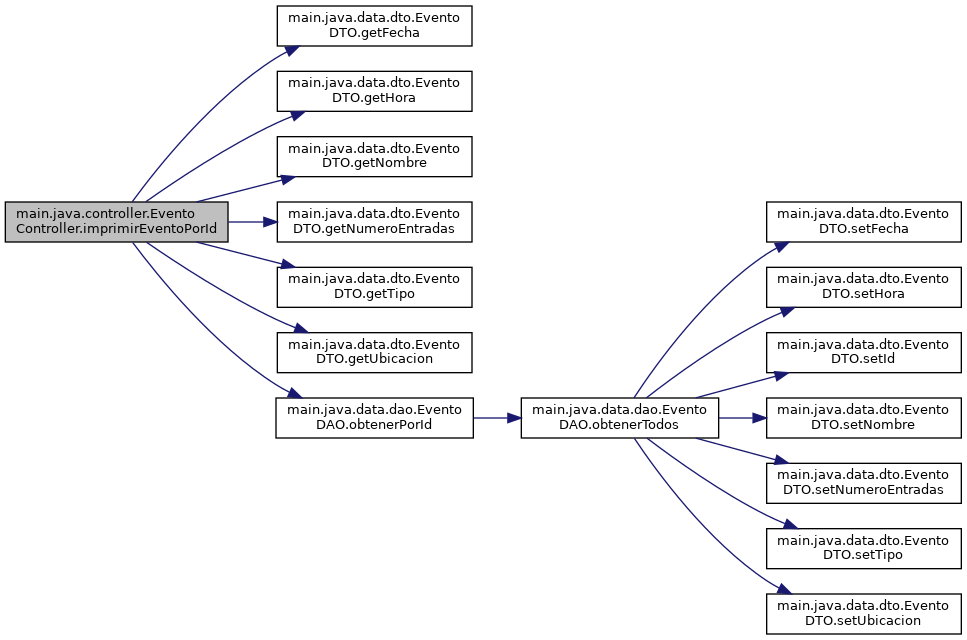 main.java.controller.Evento
Controller.imprimirEventoPorId
main.java.data.dto.Evento
DTO.getFecha
main.java.data.dto.Evento
DTO.getHora
main.java.data.dto.Evento
DTO.getNombre
main.java.data.dto.Evento
DTO.getNumeroEntradas
main.java.data.dto.Evento
DTO.getTipo
main.java.data.dto.Evento
DTO.getUbicacion
main.java.data.dao.Evento
DAO.obtenerPorId
main.java.data.dao.Evento
DAO.obtenerTodos
main.java.data.dto.Evento
DTO.setFecha
main.java.data.dto.Evento
DTO.setHora
main.java.data.dto.Evento
DTO.setId
main.java.data.dto.Evento
DTO.setNombre
main.java.data.dto.Evento
DTO.setNumeroEntradas
main.java.data.dto.Evento
DTO.setTipo
main.java.data.dto.Evento
DTO.setUbicacion